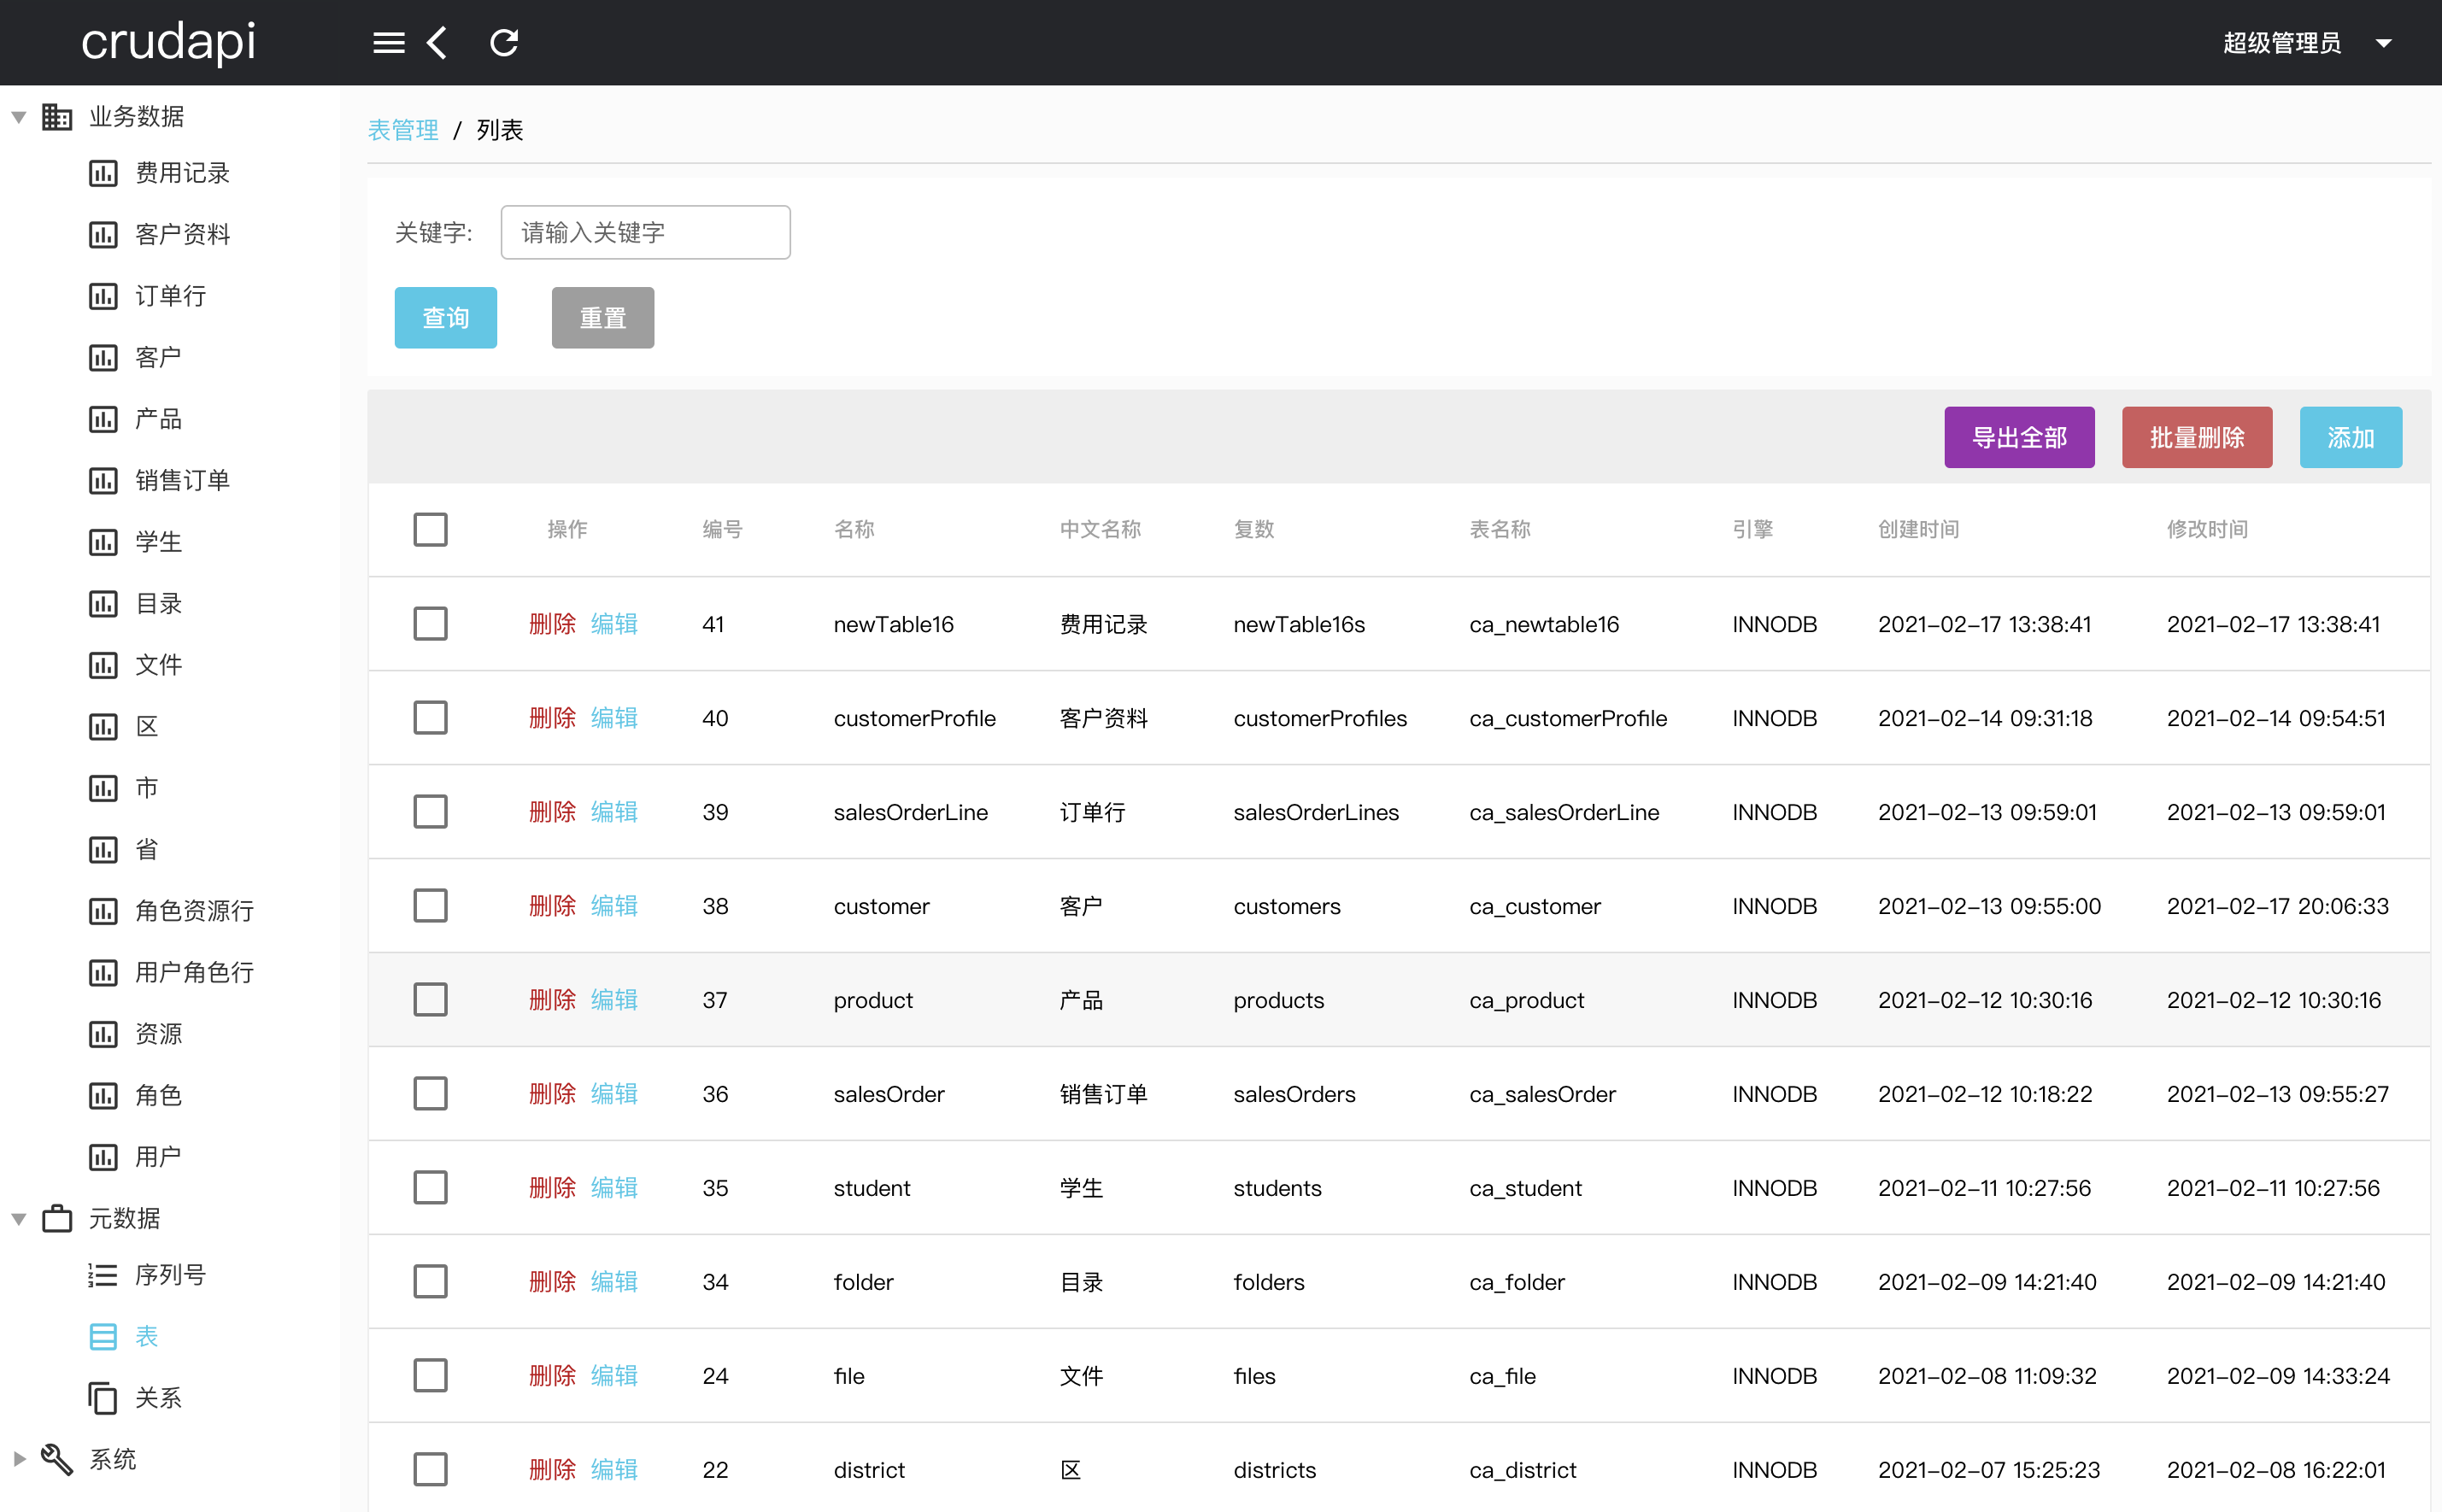 crudapi
超级管理员
业务数据
费用记录
客户资料
订单行
客户
产品
销售订单
学生
目录
文件
区
市
省
角色资源行
用户角色行
资源
角色
用户
元数据
序列号
表
关系
系统
表管理 / 列表
关键字: 请输入关键字
查询 重置
导出全部 批量删除 添加
操作 编号 名称 中文名称 复数 表名称 引擎 创建时间 修改时间
删除 编辑 41 newTable16 费用记录 newTable16s ca_newtable16 INNODB 2021-02-17 13:38:41 2021-02-17 13:38:41
删除 编辑 40 customerProfile 客户资料 customerProfiles ca_customerProfile INNODB 2021-02-14 09:31:18 2021-02-14 09:54:51
删除 编辑 39 salesOrderLine 订单行 salesOrderLines ca_salesOrderLine INNODB 2021-02-13 09:59:01 2021-02-13 09:59:01
删除 编辑 38 customer 客户 customers ca_customer INNODB 2021-02-13 09:55:00 2021-02-17 20:06:33
删除 编辑 37 product 产品 products ca_product INNODB 2021-02-12 10:30:16 2021-02-12 10:30:16
删除 编辑 36 salesOrder 销售订单 salesOrders ca_salesOrder INNODB 2021-02-12 10:18:22 2021-02-13 09:55:27
删除 编辑 35 student 学生 students ca_student INNODB 2021-02-11 10:27:56 2021-02-11 10:27:56
删除 编辑 34 folder 目录 folders ca_folder INNODB 2021-02-09 14:21:40 2021-02-09 14:21:40
删除 编辑 24 file 文件 files ca_file INNODB 2021-02-08 11:09:32 2021-02-09 14:33:24
删除 编辑 22 district 区 districts ca_district INNODB 2021-02-07 15:25:23 2021-02-08 16:22:01